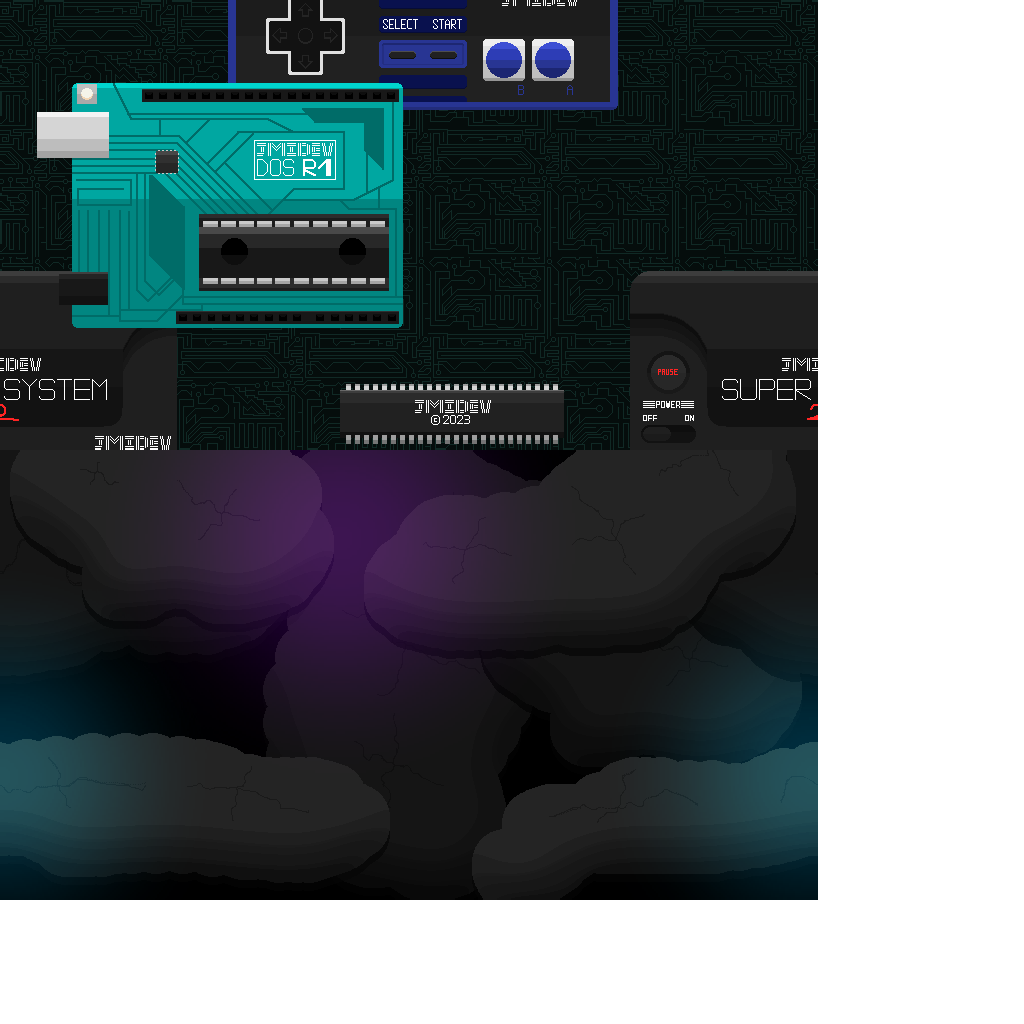 SELECT START
B A
JMIDEV
DOS R1
SYSTEM
JMIDEV
JMIDEV
© 2023
PAUSE
POWER
OFF ON
SUPER